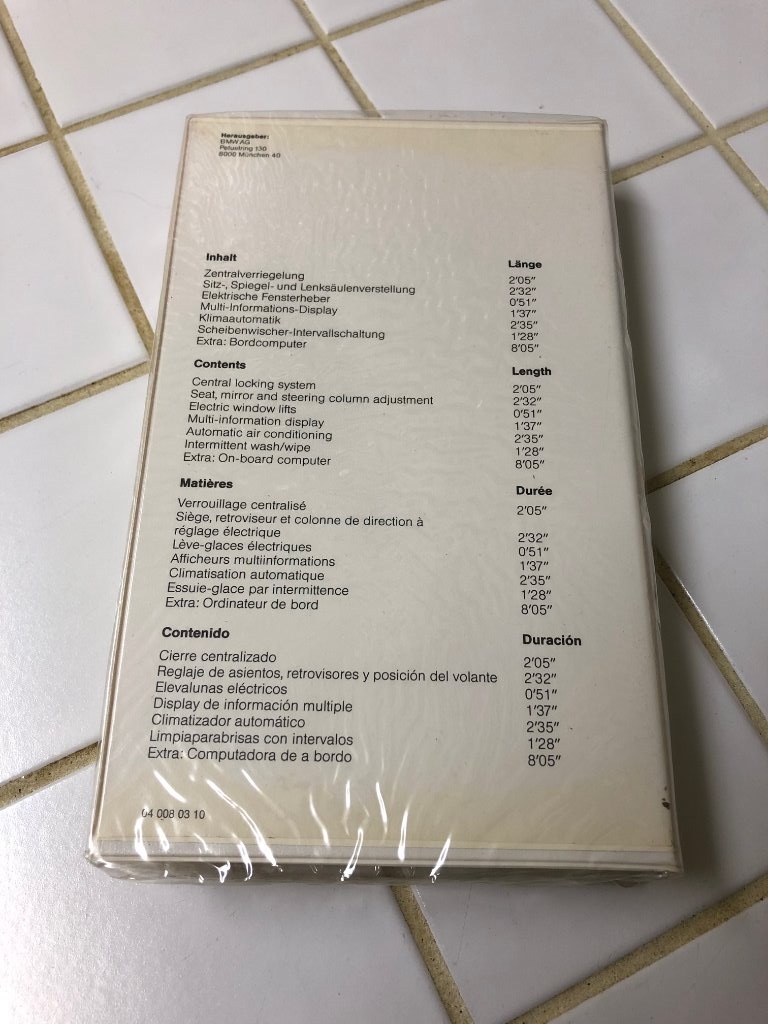 Herausgeber:
BMW AG
Petuelring 130
8000 München 40
Inhalt Länge
Zentralverriegelung 2'05"
Sitz-, Spiegel- und Lenksäulenverstellung 2'32"
Elektrische Fensterheber 0'51"
Multi-Informations-Display 1'37"
Klimaautomatik 2'35"
Scheibenwischer-Intervallschaltung 1'28"
Extra: Bordcomputer 8'05"
Contents Length
Central locking system 2'05"
Seat, mirror and steering column adjustment 2'32"
Electric window lifts 0'51"
Multi-information display 1'37"
Automatic air conditioning 2'35"
Intermittent wash/wipe 1'28"
Extra: On-board computer 8'05"
Matières Durée
Verrouillage centralisé 2'05"
Siège, retroviseur et colonne de direction à
réglage électrique 2'32"
Lève-glaces électriques 0'51"
Afficheurs multiinformations 1'37"
Climatisation automatique 2'35"
Essuie-glace par intermittence 1'28"
Extra: Ordinateur de bord 8'05"
Contenido Duración
Cierre centralizado 2'05"
Reglaje de asientos, retrovisores y posición del volante 2'32"
Elevalunas eléctricos 0'51"
Display de información multiple 1'37"
Climatizador automático 2'35"
Limpiaparabrisas con intervalos 1'28"
Extra: Computadora de a bordo 8'05"
04 008 03 10